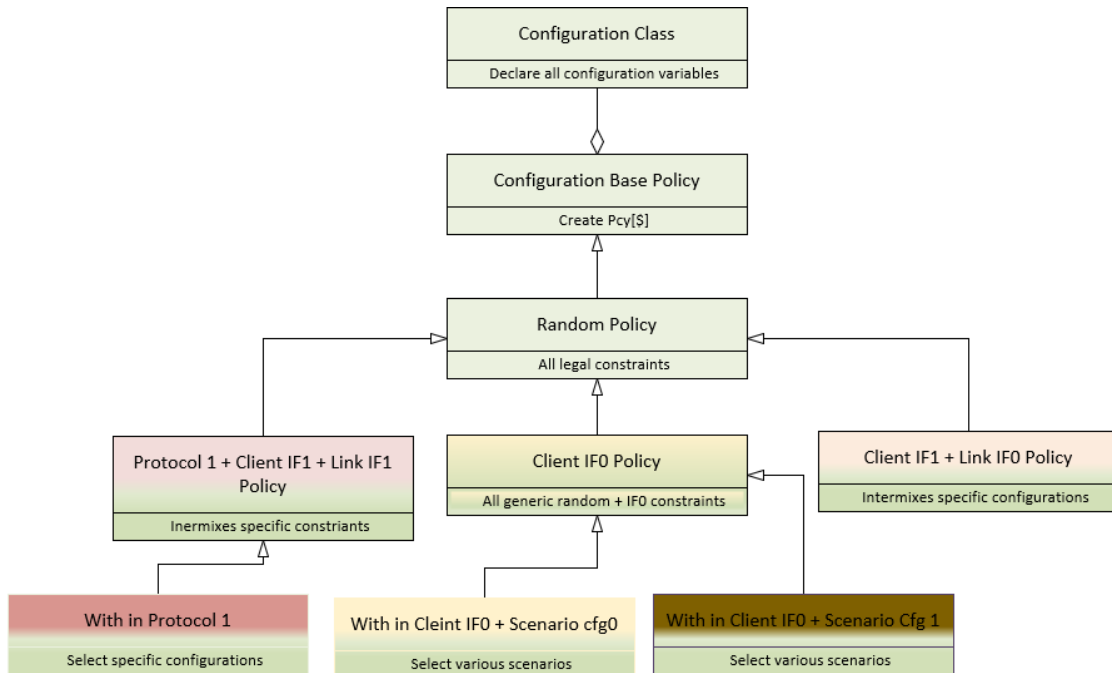 Configuration Class
Declare all configuration variables
Configuration Base Policy
Create Pcy[$]
Random Policy
All legal constraints
Protocol 1 + Client IF1 + Link IF1
Policy
Inermixes specific constriants
Client IF0 Policy
All generic random + IF0 constraints
Client IF1 + Link IF0 Policy
Intermixes specific configurations
With in Protocol 1
Select specific configurations
With in Cleint IF0 + Scenario cfg0
Select various scenarios
With in Client IF0 + Scenario Cfg 1
Select various scenarios